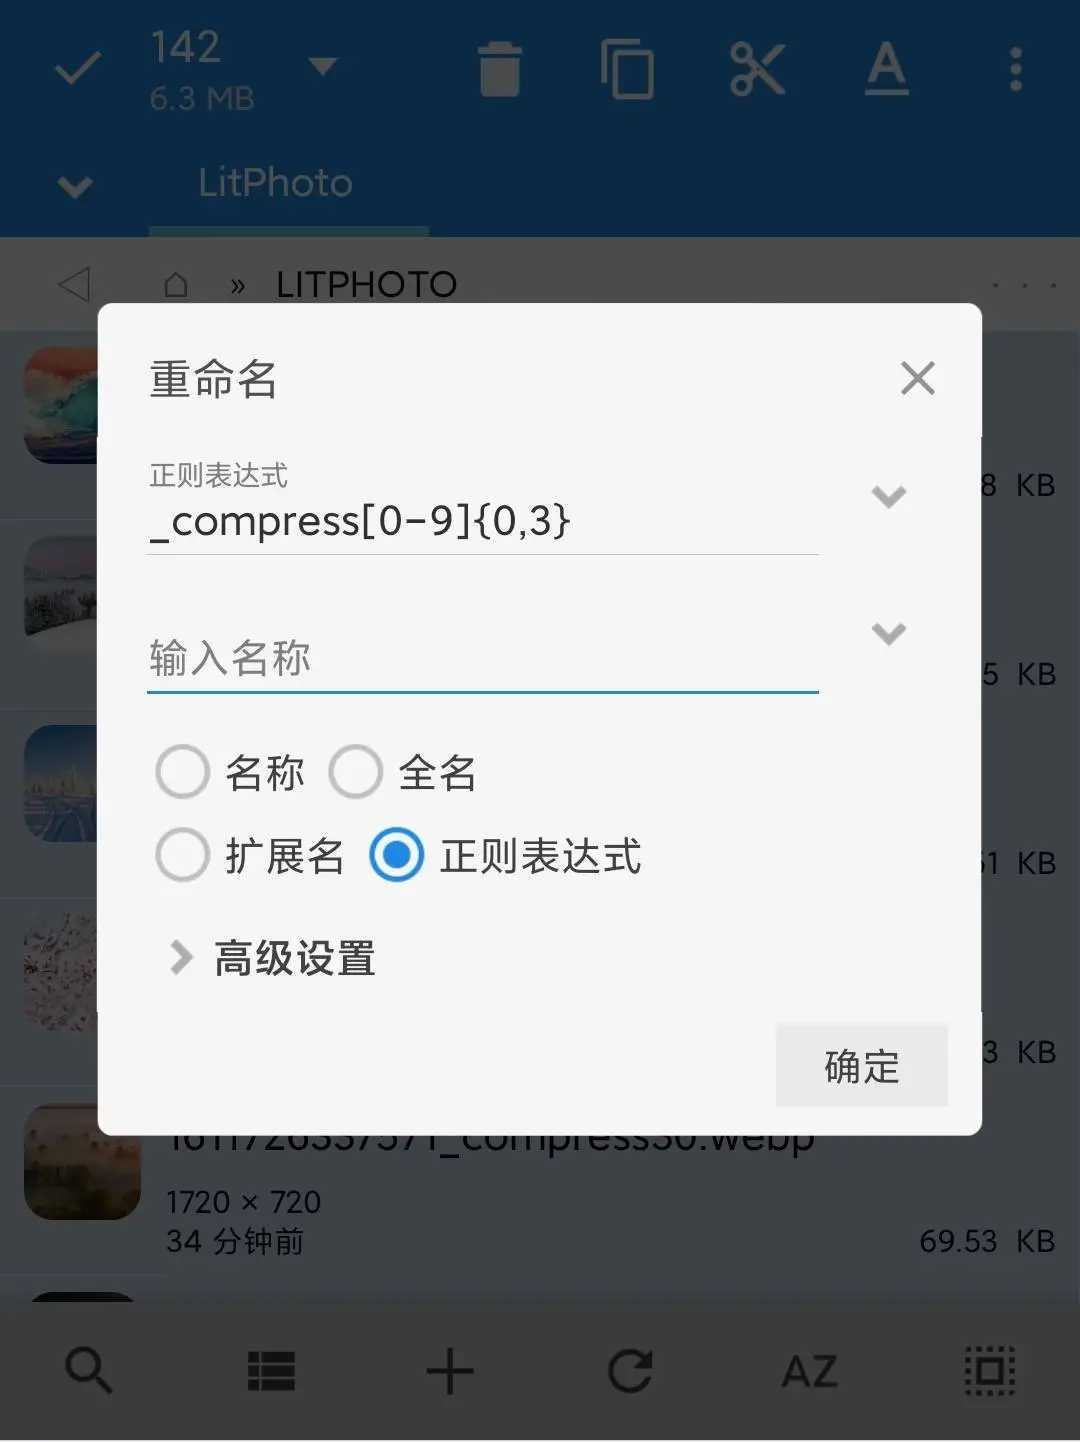 142
6.3 MB
LitPhoto
» LITPHOTO
重命名
正则表达式
_compress[0-9]{0,3}
输入名称
名称 全名
扩展名 正则表达式
高级设置
确定
8 KB
5 KB
51 KB
3 KB
1611726337571_compress50.webp
1720 × 720
34 分钟前
69.53 KB
AZ